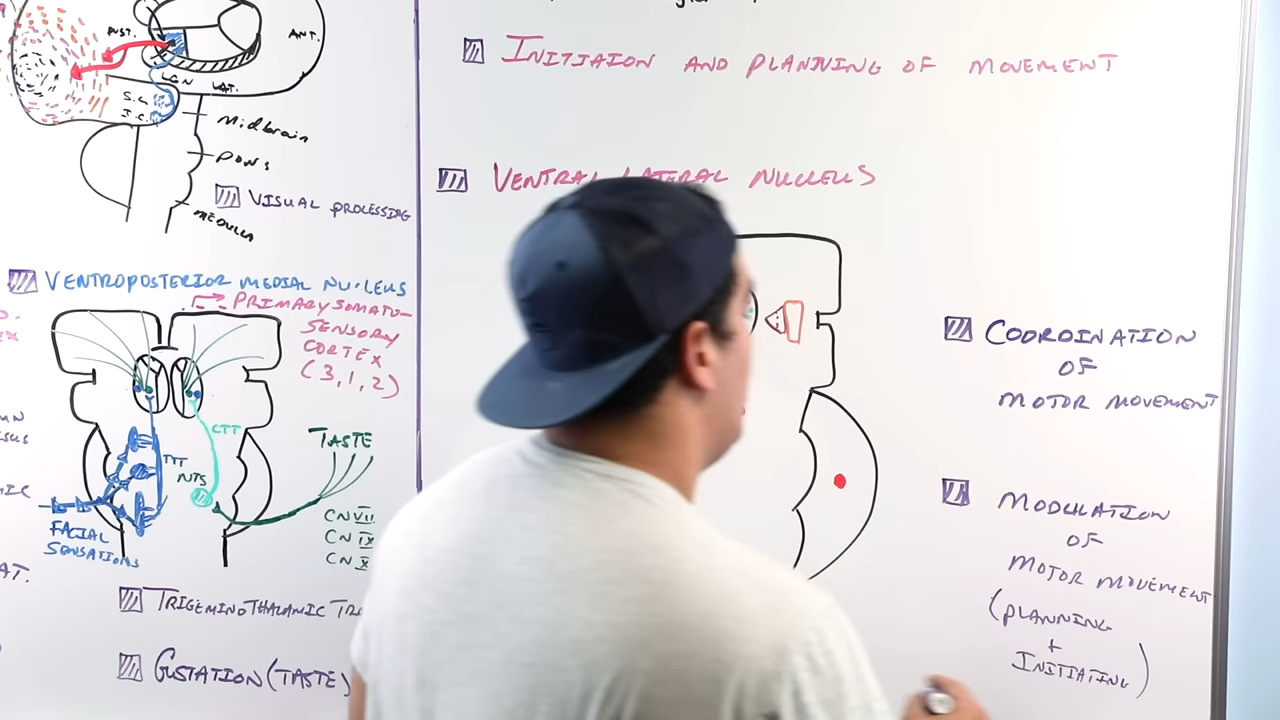 POST.
ANT.
LGN
LAT.
S.C.
I.C.
Midbrain
PONS
VISUAL PROCESSING
MEDULLA
VENTROPOSTERIOR MEDIAL NUCLEUS
PRIMARY SOMATO-
SENSORY
CORTEX
(3,1,2)
CTT
TASTE
TTT
NTS
FACIAL
SENSATIONS
CN VII
CN IX
CN X
AT.
TRIGEMINOTHALAMIC TR
GUSTATION (TASTE)
INITIAION AND PLANNING OF MOVEMENT
VENTRAL LATERAL NUCLEUS
COORDINATION
OF
MOTOR MOVEMENT
MODULATION
OF
MOTOR MOVEMENT
(PLANNING
+
INITIATING)